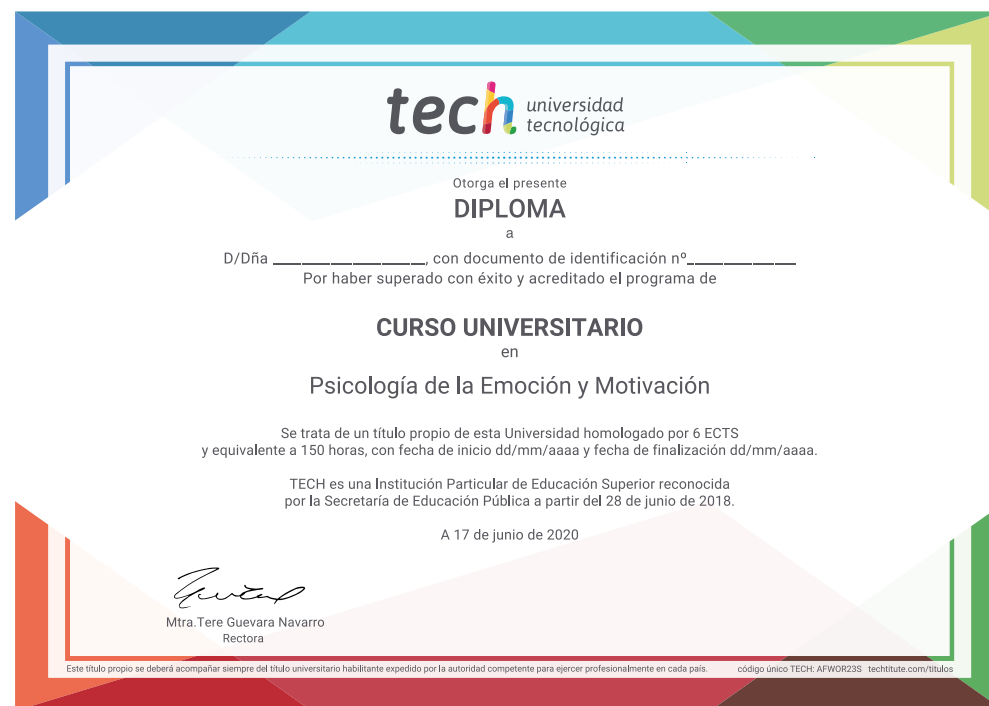 tech universidad
tecnológica
Otorga el presente
DIPLOMA
a
D/Dña ___________________, con documento de identificación nº______________
Por haber superado con éxito y acreditado el programa de
CURSO UNIVERSITARIO
en
Psicología de la Emoción y Motivación
Se trata de un título propio de esta Universidad homologado por 6 ECTS
y equivalente a 150 horas, con fecha de inicio dd/mm/aaaa y fecha de finalización dd/mm/aaaa.
TECH es una Institución Particular de Educación Superior reconocida
por la Secretaría de Educación Pública a partir del 28 de junio de 2018.
A 17 de junio de 2020
Mtra.Tere Guevara Navarro
Rectora
Este título propio se deberá acompañar siempre del título universitario habilitante expedido por la autoridad competente para ejercer profesionalmente en cada país. código único TECH: AFWOR23S techtitute.com/titulos